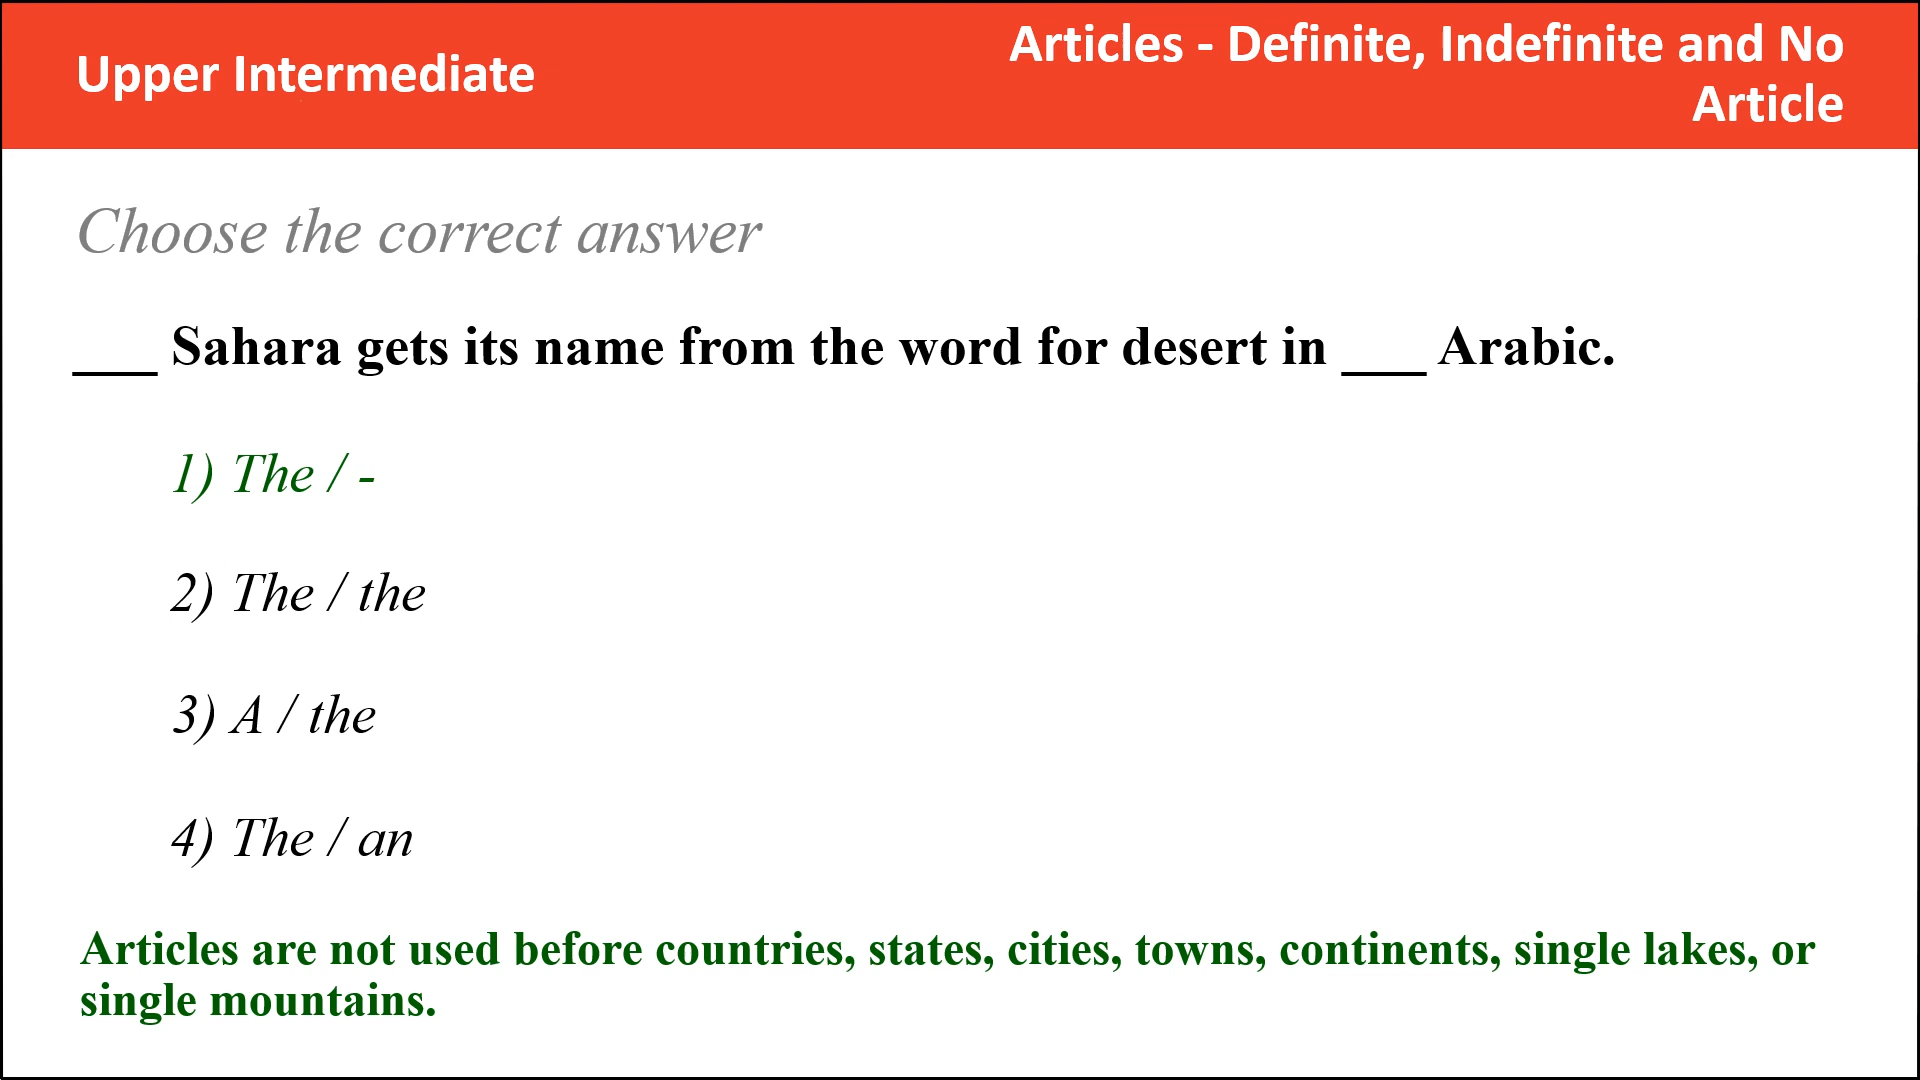 Upper Intermediate
Articles - Definite, Indefinite and No
Article
Choose the correct answer
___ Sahara gets its name from the word for desert in ___ Arabic.
1) The / -
2) The / the
3) A / the
4) The / an
Articles are not used before countries, states, cities, towns, continents, single lakes, or
single mountains.